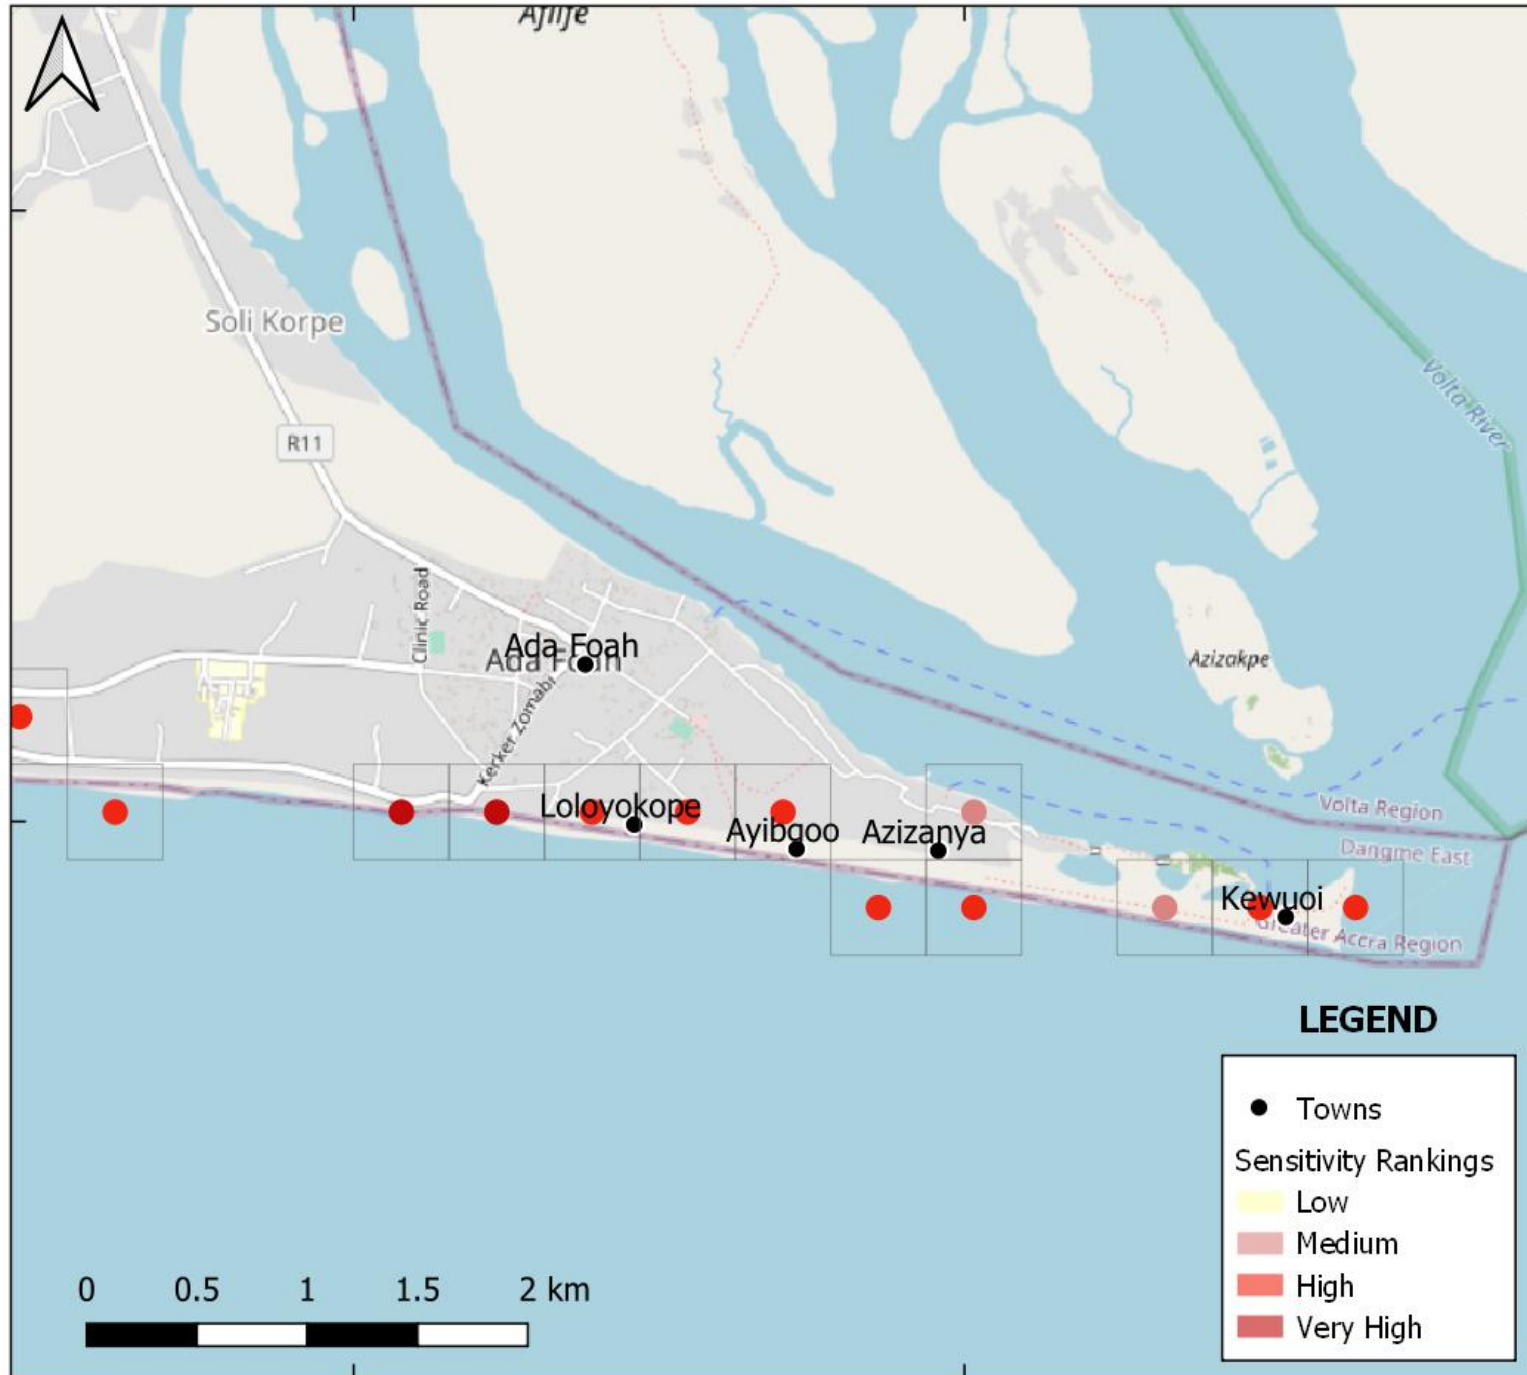 Aflife
Soli Korpe
R11
Volta River
Clinic Road
Ada Foah
Ada Foah
Azizakpe
Kerket Zomabi
Loloyokope
Ayibgoo
Azizanya
Volta Region
Dangme East
Kewuoi
Greater Accra Region
LEGEND
Towns
Sensitivity Rankings
Low
Medium
High
Very High
0 0.5 1 1.5 2 km